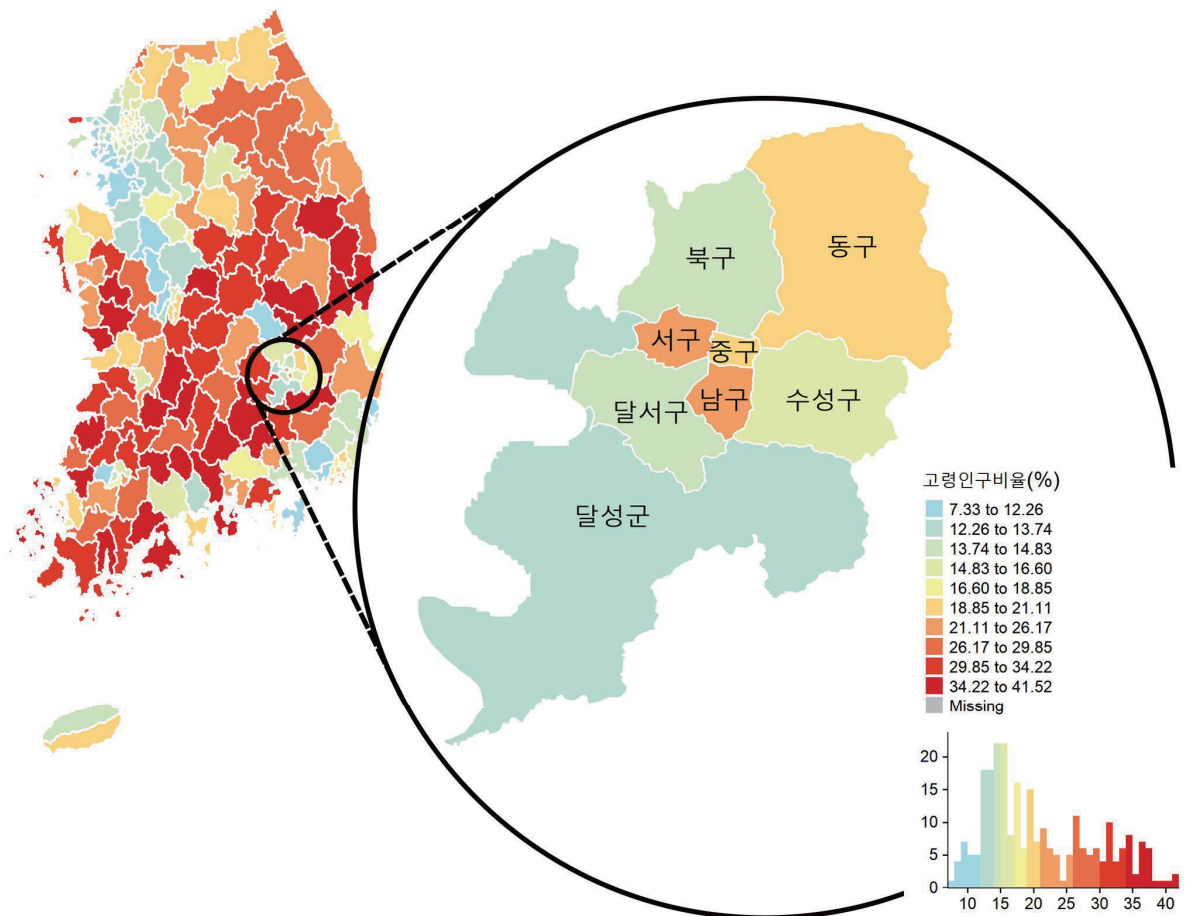 북구
동구
서구
중구
달서구
남구
수성구
달성군
고령인구비율(%)
7.33 to 12.26
12.26 to 13.74
13.74 to 14.83
14.83 to 16.60
16.60 to 18.85
18.85 to 21.11
21.11 to 26.17
26.17 to 29.85
29.85 to 34.22
34.22 to 41.52
Missing
20
15
10
5
0
10 15 20 25 30 35 40